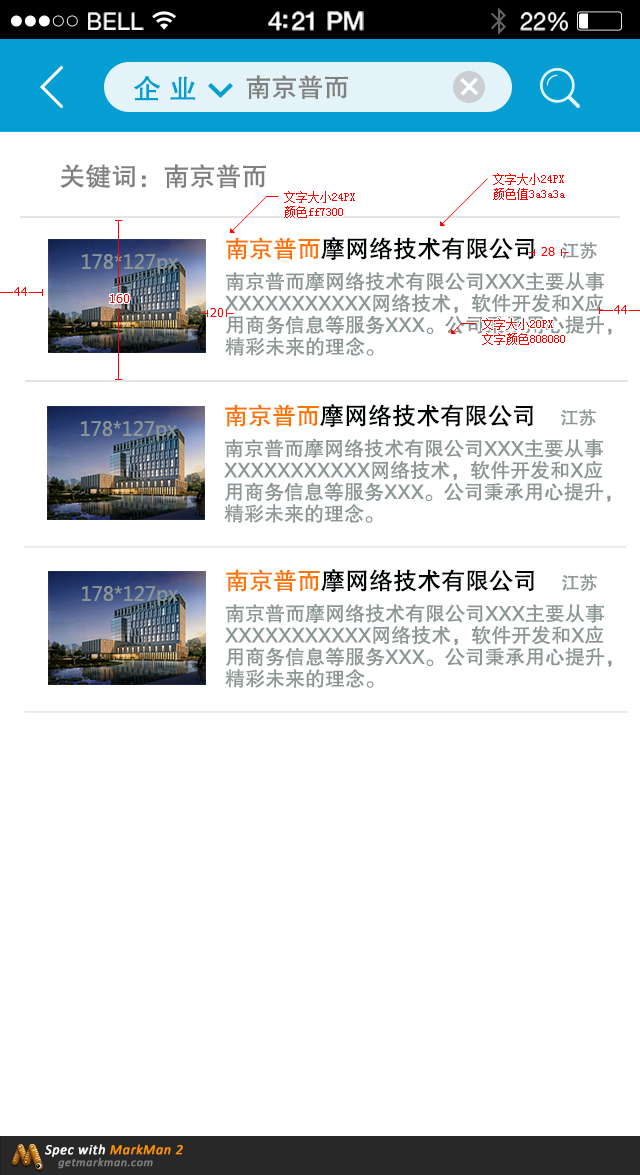 BELL 4:21 PM 22%
企业 南京普而
关键词：南京普而
文字大小24PX
颜色值3a3a3a
文字大小24PX
颜色ff7300
南京普而摩网络技术有限公司 28 江苏
178*127px
44
160
20
44
南京普而摩网络技术有限公司XXX主要从事
XXXXXXXXXXX网络技术，软件开发和X应
用商务信息等服务XXX。公司秉承用心提升，
精彩未来的理念。
文字大小20PX
文字颜色808080
南京普而摩网络技术有限公司 江苏
178*127px
南京普而摩网络技术有限公司XXX主要从事
XXXXXXXXXXX网络技术，软件开发和X应
用商务信息等服务XXX。公司秉承用心提升，
精彩未来的理念。
南京普而摩网络技术有限公司 江苏
178*127px
南京普而摩网络技术有限公司XXX主要从事
XXXXXXXXXXX网络技术，软件开发和X应
用商务信息等服务XXX。公司秉承用心提升，
精彩未来的理念。
Spec with MarkMan 2
getmarkman.com